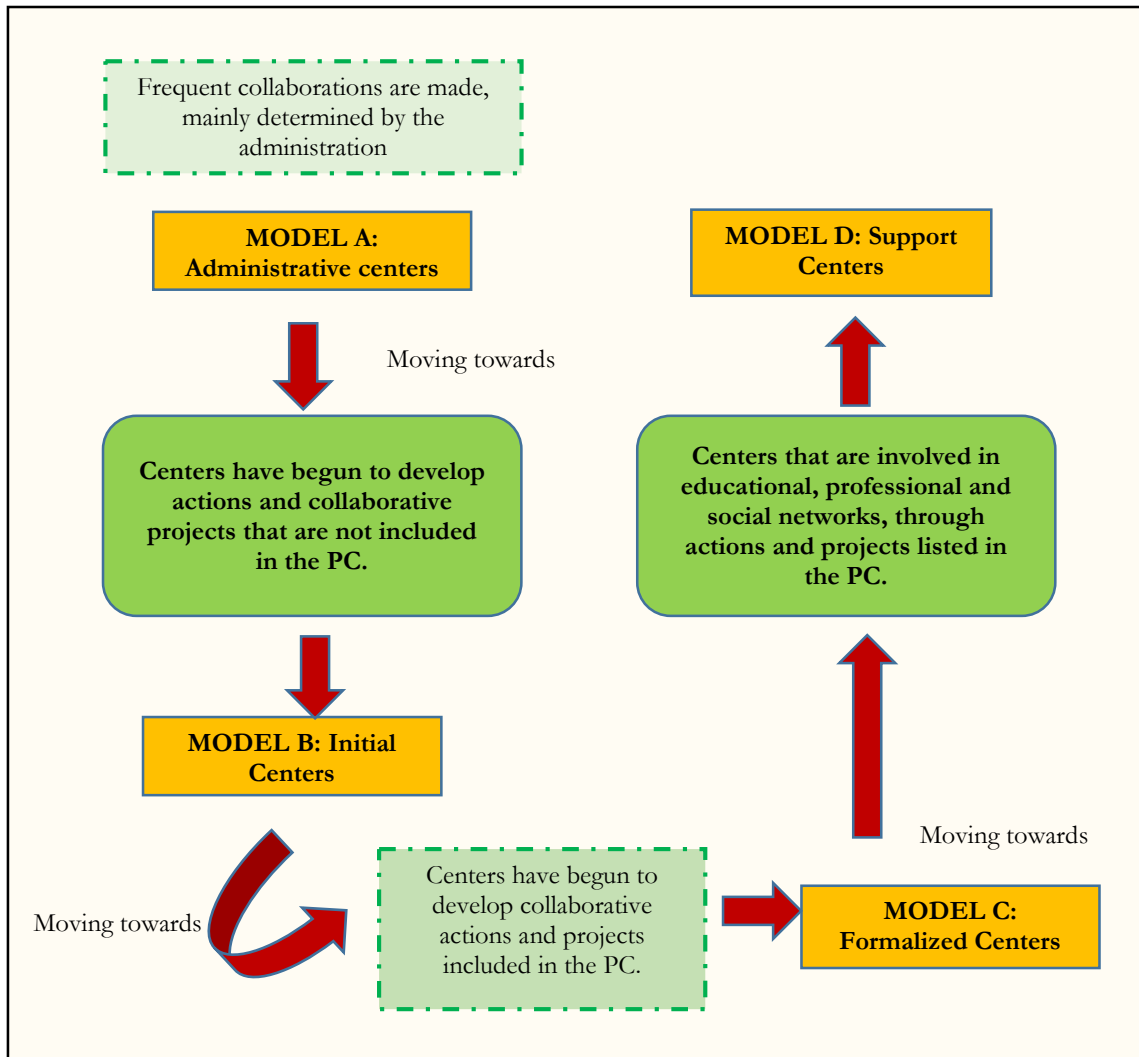 Frequent collaborations are made,
mainly determined by the
administration
MODEL A:
Administrative centers
Moving towards
Centers have begun to develop
actions and collaborative
projects that are not included
in the PC.
MODEL B: Initial
Centers
Moving towards
Centers have begun to
develop collaborative
actions and projects
included in the PC.
MODEL C:
Formalized Centers
Moving towards
Centers that are involved in
educational, professional and
social networks, through
actions and projects listed in
the PC.
MODEL D: Support
Centers